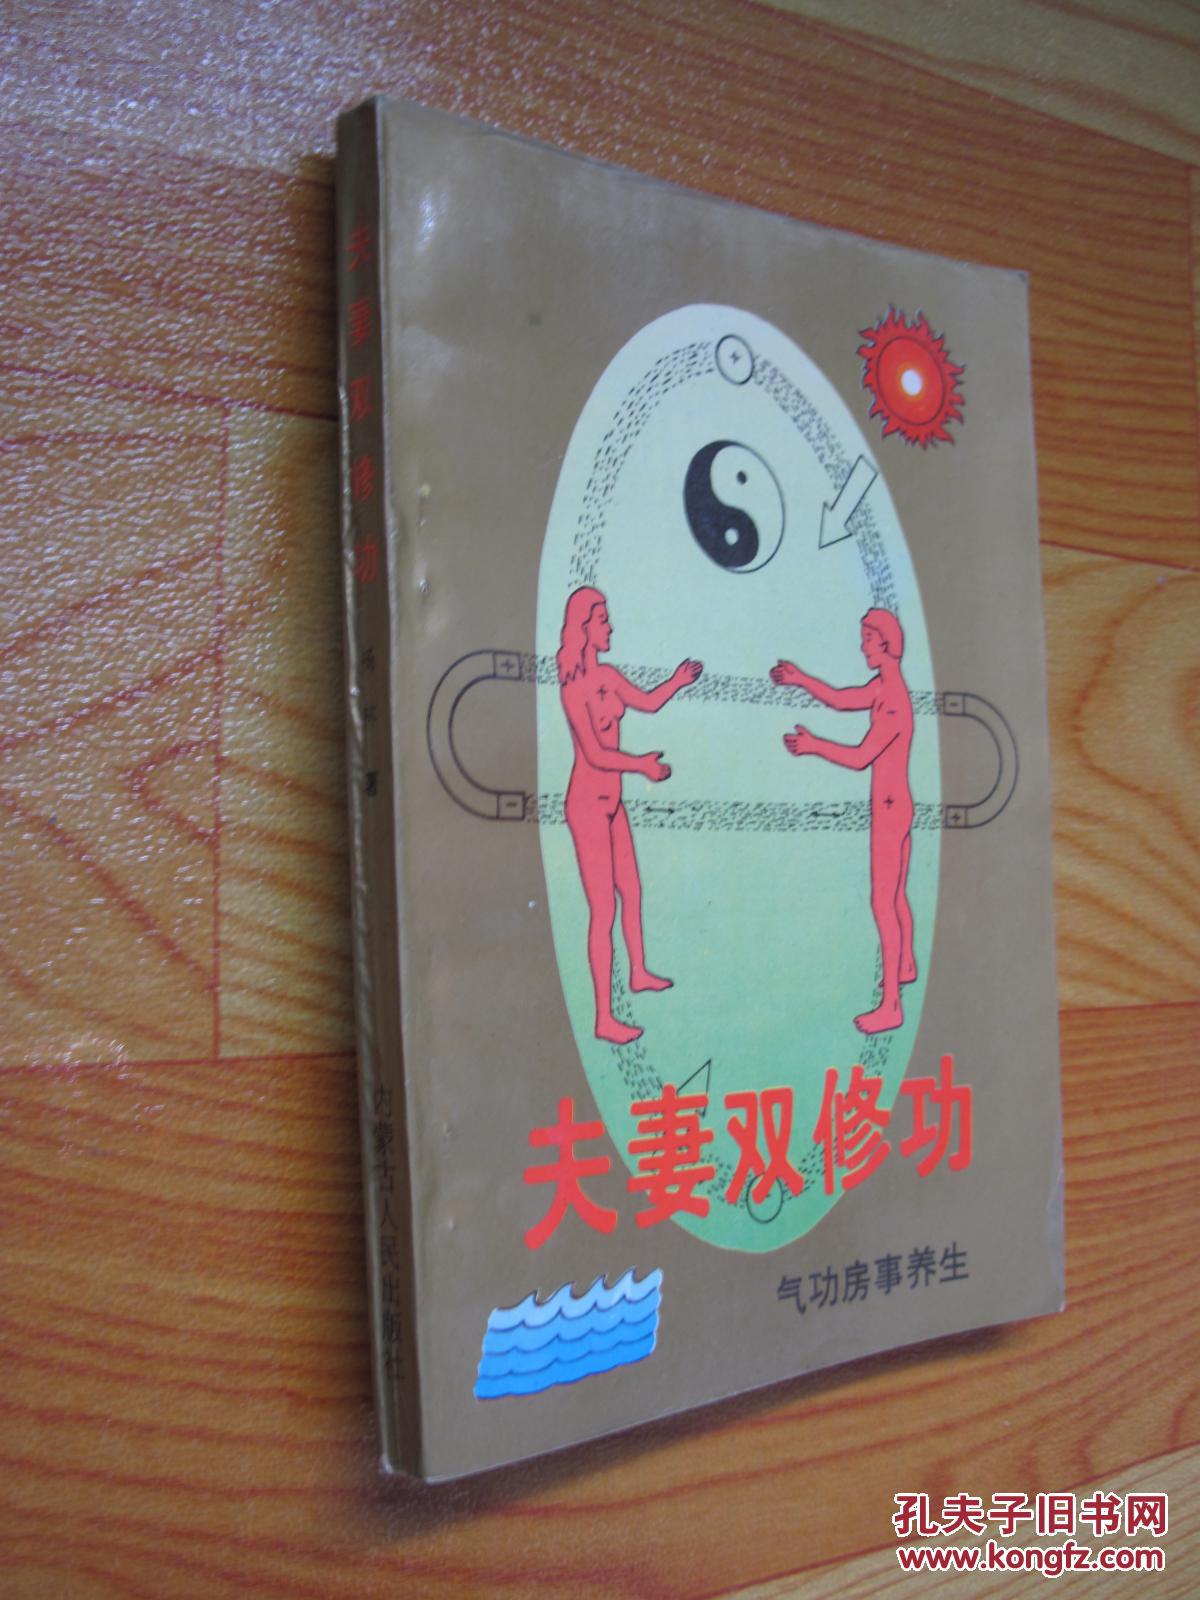 夫妻双修功
著
内蒙古人民出版社
+
+
-
-
+
-
-
+
+
夫妻双修功
气功房事养生
孔夫子旧书网
www.kongfz.com